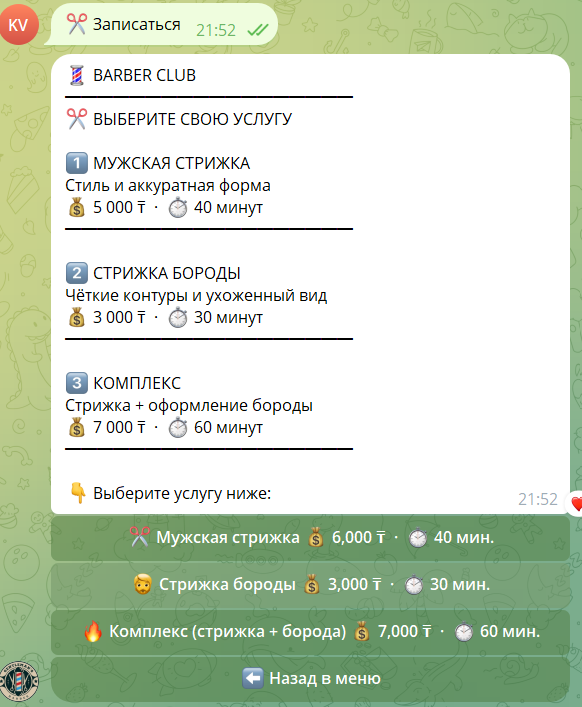 KV
✂️ Записаться 21:52
💈 BARBER CLUB
✂️ ВЫБЕРИТЕ СВОЮ УСЛУГУ
1️⃣ МУЖСКАЯ СТРИЖКА
Стиль и аккуратная форма
💰 5 000 ₸ · ⏱ 40 минут
2️⃣ СТРИЖКА БОРОДЫ
Чёткие контуры и ухоженный вид
💰 3 000 ₸ · ⏱ 30 минут
3️⃣ КОМПЛЕКС
Стрижка + оформление бороды
💰 7 000 ₸ · ⏱ 60 минут
👇 Выберите услугу ниже:
21:52
✂️ Мужская стрижка 💰 6,000 ₸ · ⏱ 40 мин.
🧔 Стрижка бороды 💰 3,000 ₸ · ⏱ 30 мин.
🔥 Комплекс (стрижка + борода) 💰 7,000 ₸ · ⏱ 60 мин.
⬅️ Назад в меню